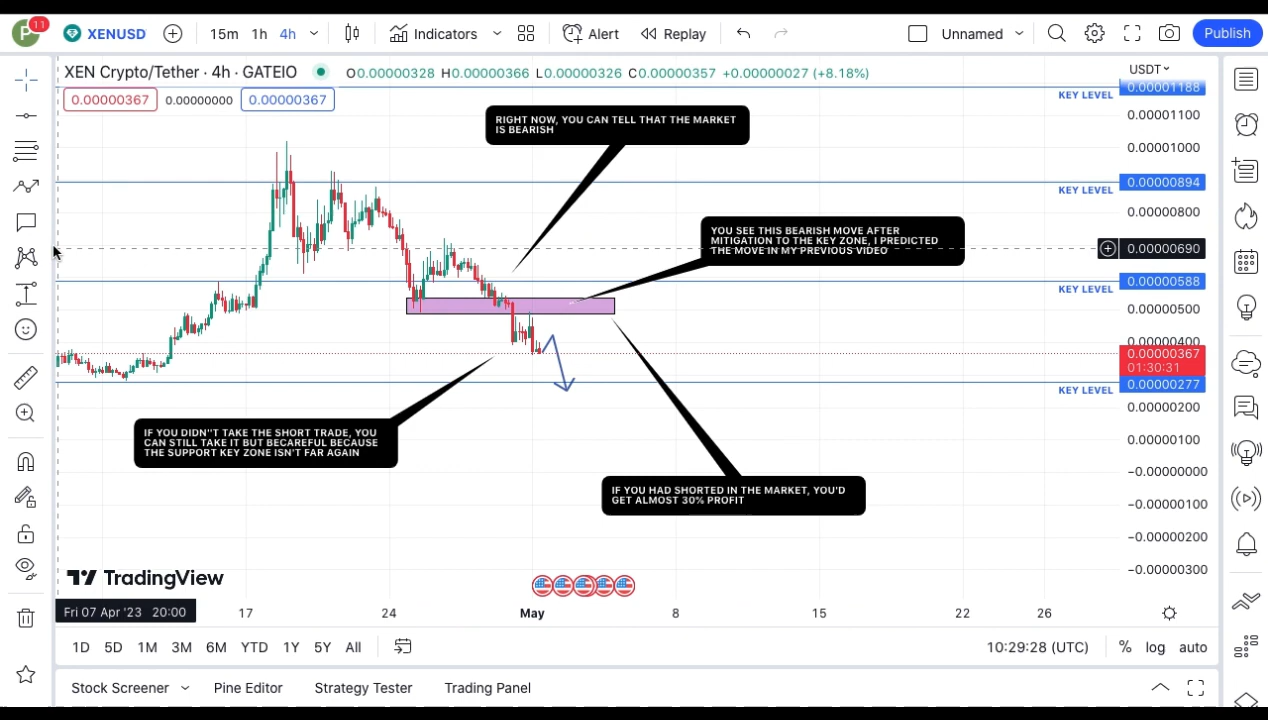 P 11 XENUSD 15m 1h 4h Indicators Alert Replay Unnamed Publish
XEN Crypto/Tether · 4h · GATEIO O0.00000328 H0.00000366 L0.00000326 C0.00000357 +0.00000027 (+8.18%)
USDT
0.00000367 0.00000000 0.00000367
0.00001188
KEY LEVEL
0.00001100
RIGHT NOW, YOU CAN TELL THAT THE MARKET
IS BEARISH
0.00001000
0.00000894
KEY LEVEL
0.00000800
YOU SEE THIS BEARISH MOVE AFTER
MITIGATION TO THE KEY ZONE, I PREDICTED
THE MOVE IN MY PREVIOUS VIDEO
0.00000690
0.00000588
KEY LEVEL
0.00000500
0.00000400
0.00000367
01:30:31
0.00000277
KEY LEVEL
0.00000200
IF YOU DIDN"T TAKE THE SHORT TRADE, YOU
CAN STILL TAKE IT BUT BECAREFUL BECAUSE
THE SUPPORT KEY ZONE ISN'T FAR AGAIN
0.00000100
−0.00000000
IF YOU HAD SHORTED IN THE MARKET, YOU'D
GET ALMOST 30% PROFIT
−0.00000100
−0.00000200
−0.00000300
TradingView
Fri 07 Apr '23 20:00 17 24 May 8 15 22 26
1D 5D 1M 3M 6M YTD 1Y 5Y All 10:29:28 (UTC) % log auto
Stock Screener Pine Editor Strategy Tester Trading Panel